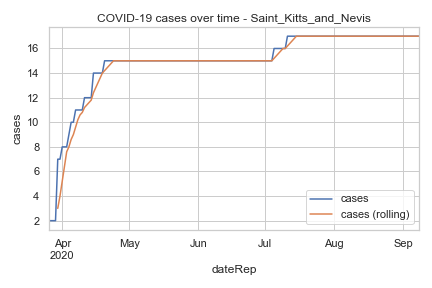 COVID-19 cases over time - Saint_Kitts_and_Nevis
cases
16
14
12
10
8
6
4
2
cases
cases (rolling)
Apr May Jun Jul Aug Sep
2020
dateRep